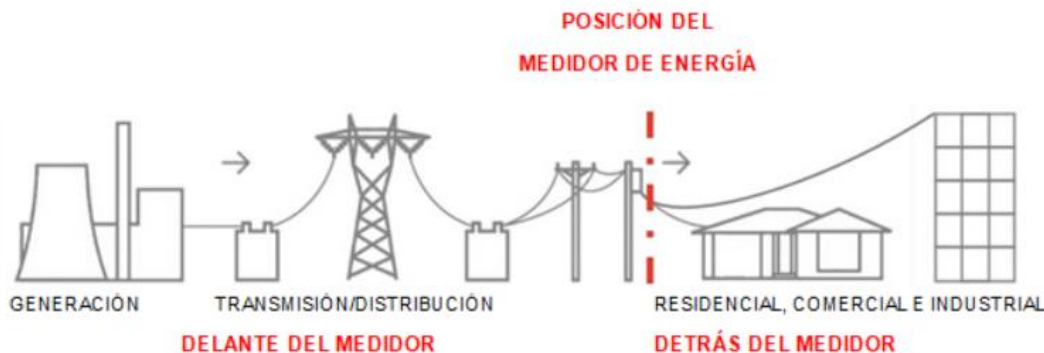 POSICIÓN DEL
MEDIDOR DE ENERGÍA
GENERACIÓN
TRANSMISIÓN/DISTRIBUCIÓN
RESIDENCIAL, COMERCIAL E INDUSTRIAL
DELANTE DEL MEDIDOR
DETRÁS DEL MEDIDOR